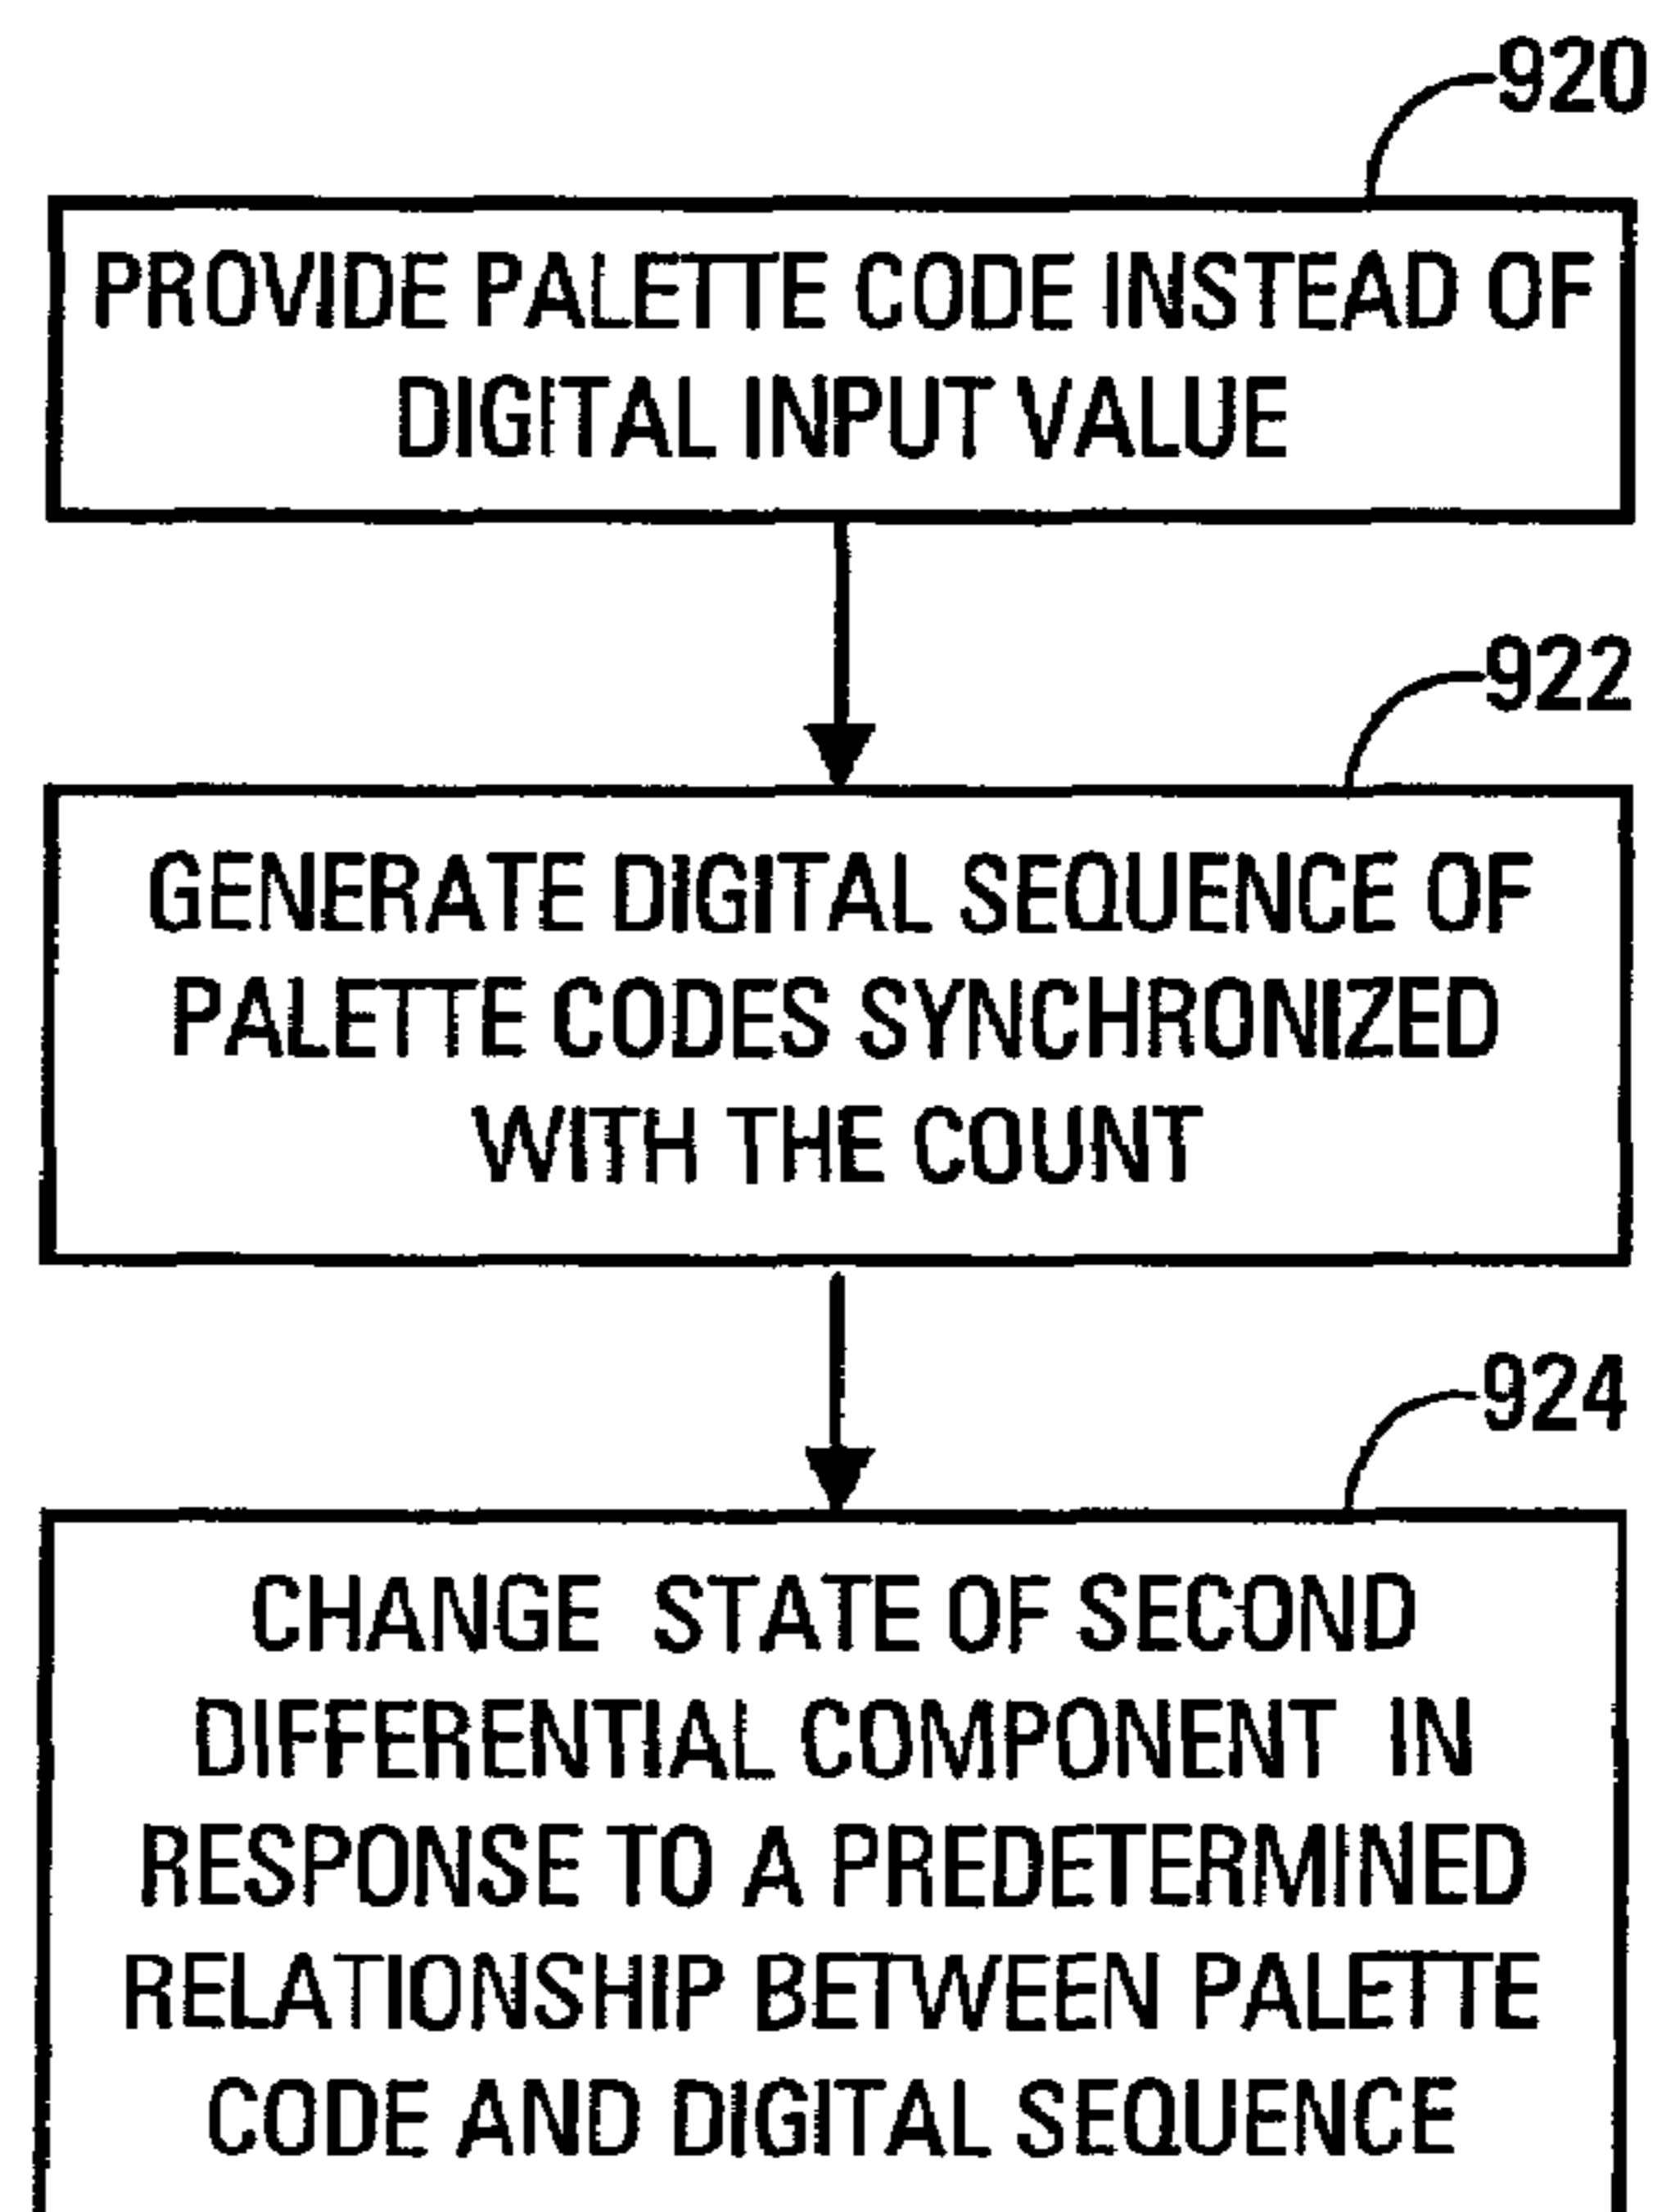 920
PROVIDE PALETTE CODE INSTEAD OF
DIGITAL INPUT VALUE
922
GENERATE DIGITAL SEQUENCE OF
PALETTE CODES SYNCHRONIZED
WITH THE COUNT
924
CHANGE STATE OF SECOND
DIFFERENTIAL COMPONENT IN
RESPONSE TO A PREDETERMINED
RELATIONSHIP BETWEEN PALETTE
CODE AND DIGITAL SEQUENCE